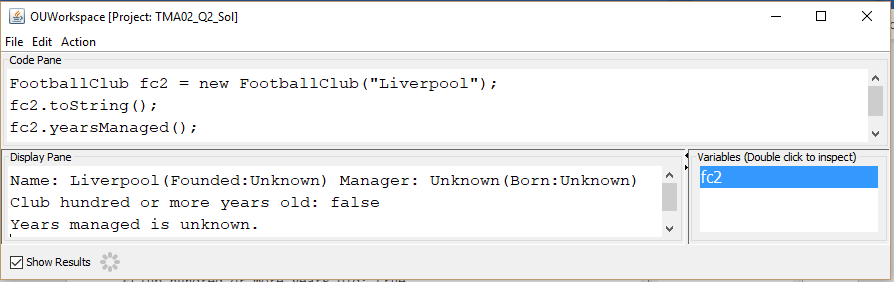 OUWorkspace [Project: TMA02_Q2_Sol]
File Edit Action
Code Pane
FootballClub fc2 = new FootballClub("Liverpool");
fc2.toString();
fc2.yearsManaged();
Display Pane
Name: Liverpool(Founded:Unknown) Manager: Unknown(Born:Unknown)
Club hundred or more years old: false
Years managed is unknown.
Variables (Double click to inspect)
fc2
Show Results